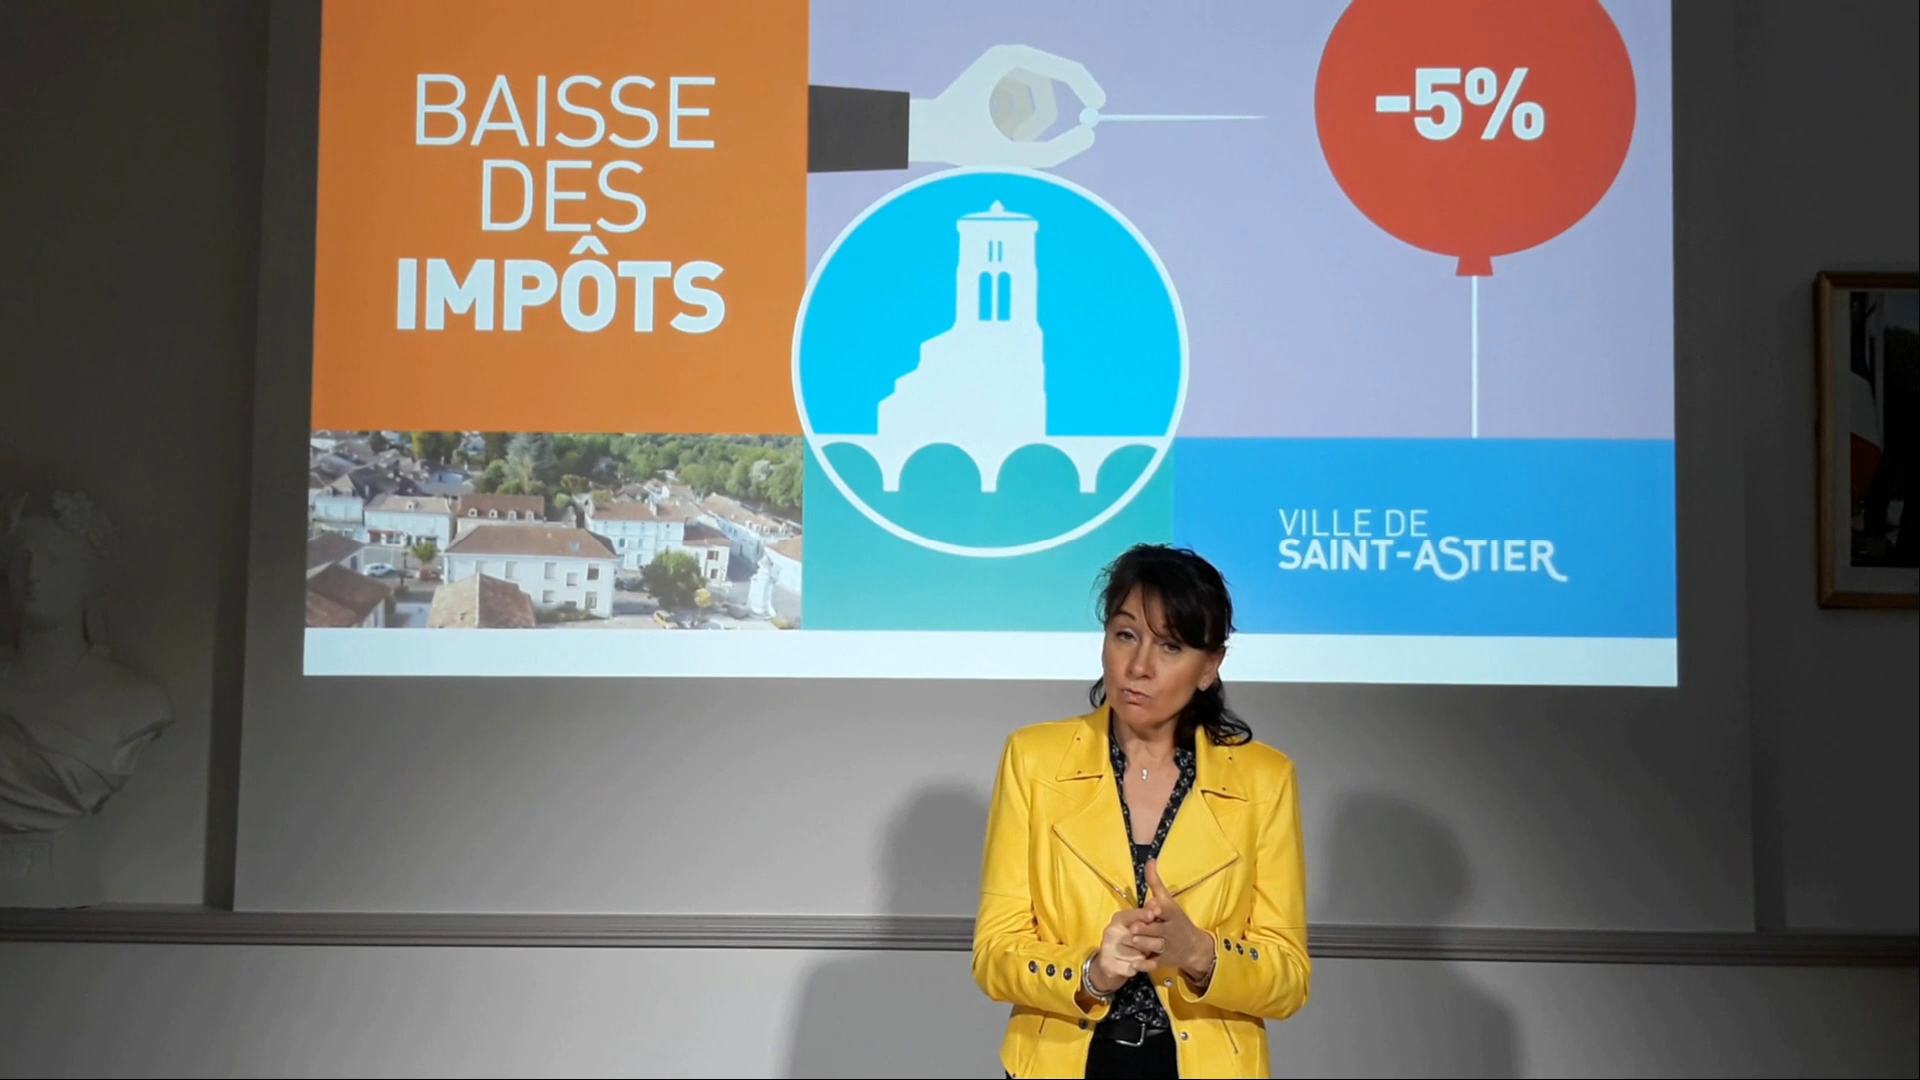 BAISSE
DES
IMPÔTS
-5%
VILLE DE
SAINT-ASTIER